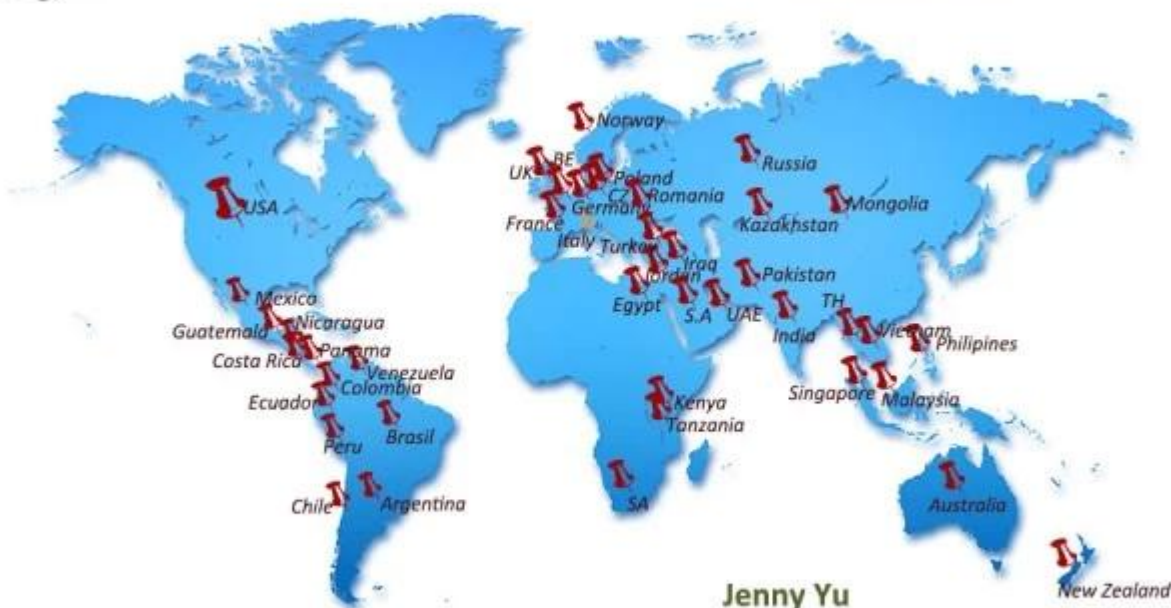 Norway
BE
UK
Poland
Russia
CZ
Romania
USA
Germany
Kazakhstan
Mongolia
France
Italy
Turkey
Iraq
Jordan
Pakistan
Egypt
S.A
UAE
India
TH
Vietnam
Philipines
Mexico
Guatemala
Nicaragua
Costa Rica
Panama
Venezuela
Colombia
Ecuador
Singapore
Malaysia
Kenya
Tanzania
Peru
Brasil
Chile
Argentina
SA
Australia
New Zealand
Jenny Yu